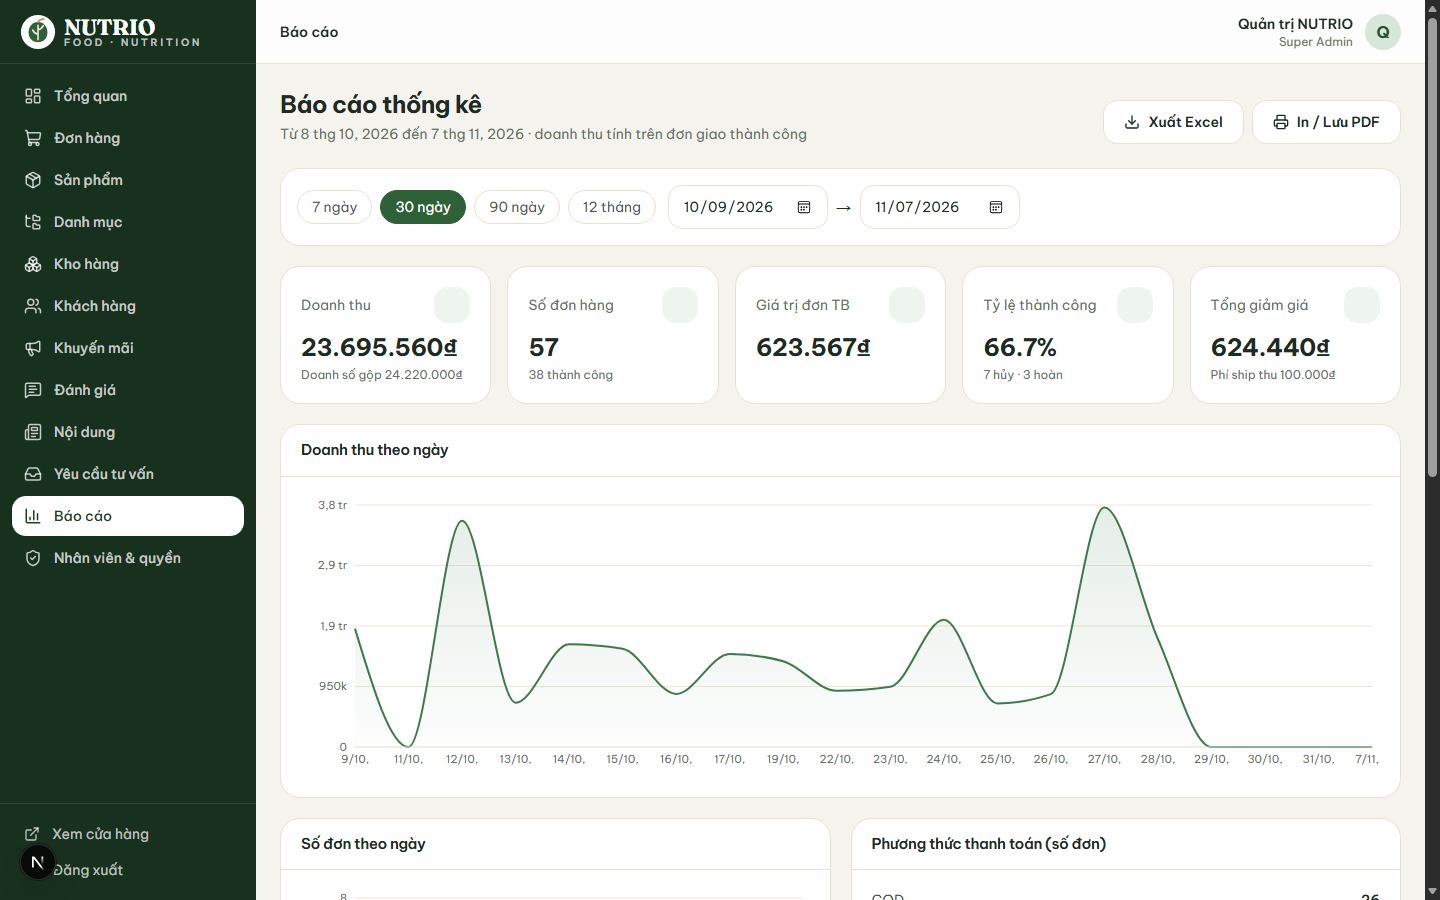 NUTRIO
FOOD · NUTRITION
Tổng quan
Đơn hàng
Sản phẩm
Danh mục
Kho hàng
Khách hàng
Khuyến mãi
Đánh giá
Nội dung
Yêu cầu tư vấn
Báo cáo
Nhân viên & quyền
Xem cửa hàng
N
Đăng xuất
Báo cáo
Quản trị NUTRIO
Super Admin
Q
Báo cáo thống kê
Từ 8 thg 10, 2026 đến 7 thg 11, 2026 · doanh thu tính trên đơn giao thành công
Xuất Excel
In / Lưu PDF
7 ngày
30 ngày
90 ngày
12 tháng
10/09/2026
→
11/07/2026
Doanh thu
23.695.560₫
Doanh số gộp 24.220.000₫
Số đơn hàng
57
38 thành công
Giá trị đơn TB
623.567₫
Tỷ lệ thành công
66.7%
7 hủy · 3 hoàn
Tổng giảm giá
624.440₫
Phí ship thu 100.000₫
Doanh thu theo ngày
3,8 tr
2,9 tr
1,9 tr
950k
0
9/10, 11/10, 12/10, 13/10, 14/10, 15/10, 16/10, 17/10, 19/10, 22/10, 23/10, 24/10, 25/10, 26/10, 27/10, 28/10, 29/10, 30/10, 31/10, 7/11,
Số đơn theo ngày
8
Phương thức thanh toán (số đơn)
COD
26